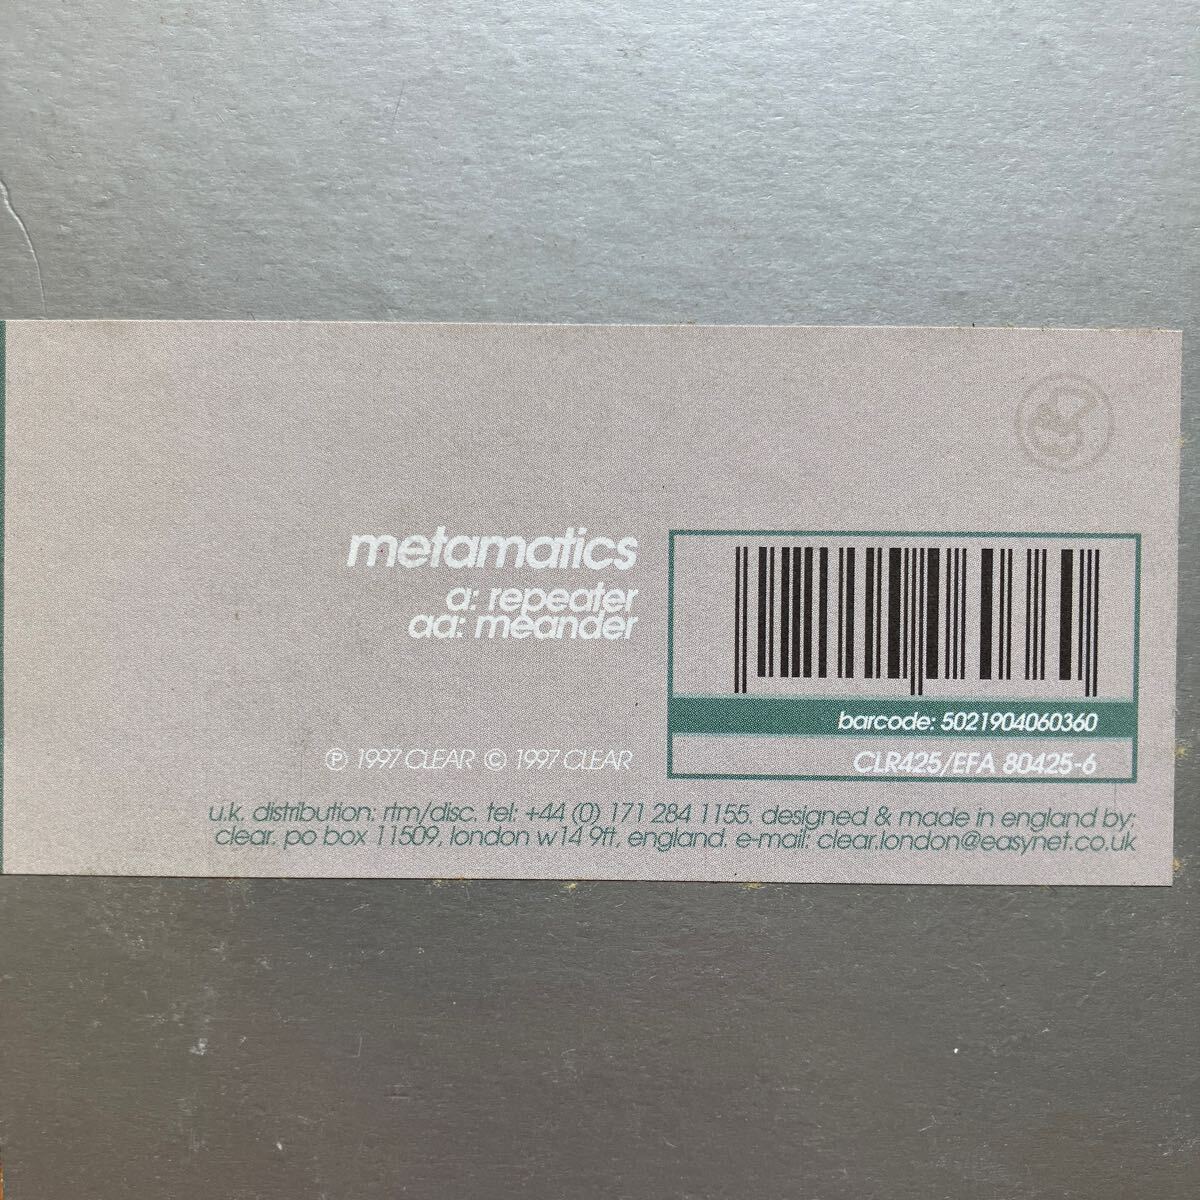 metamatics
a: repeater
aa: meander
barcode: 5021904060360
℗ 1997 CLEAR © 1997 CLEAR
CLR425/EFA 80425-6
u.k. distribution: rtm/disc. tel: +44 (0) 171 284 1155. designed & made in england by;
clear. po box 11509, london w14 9ft, england. e-mail: clear.london@easynet.co.uk